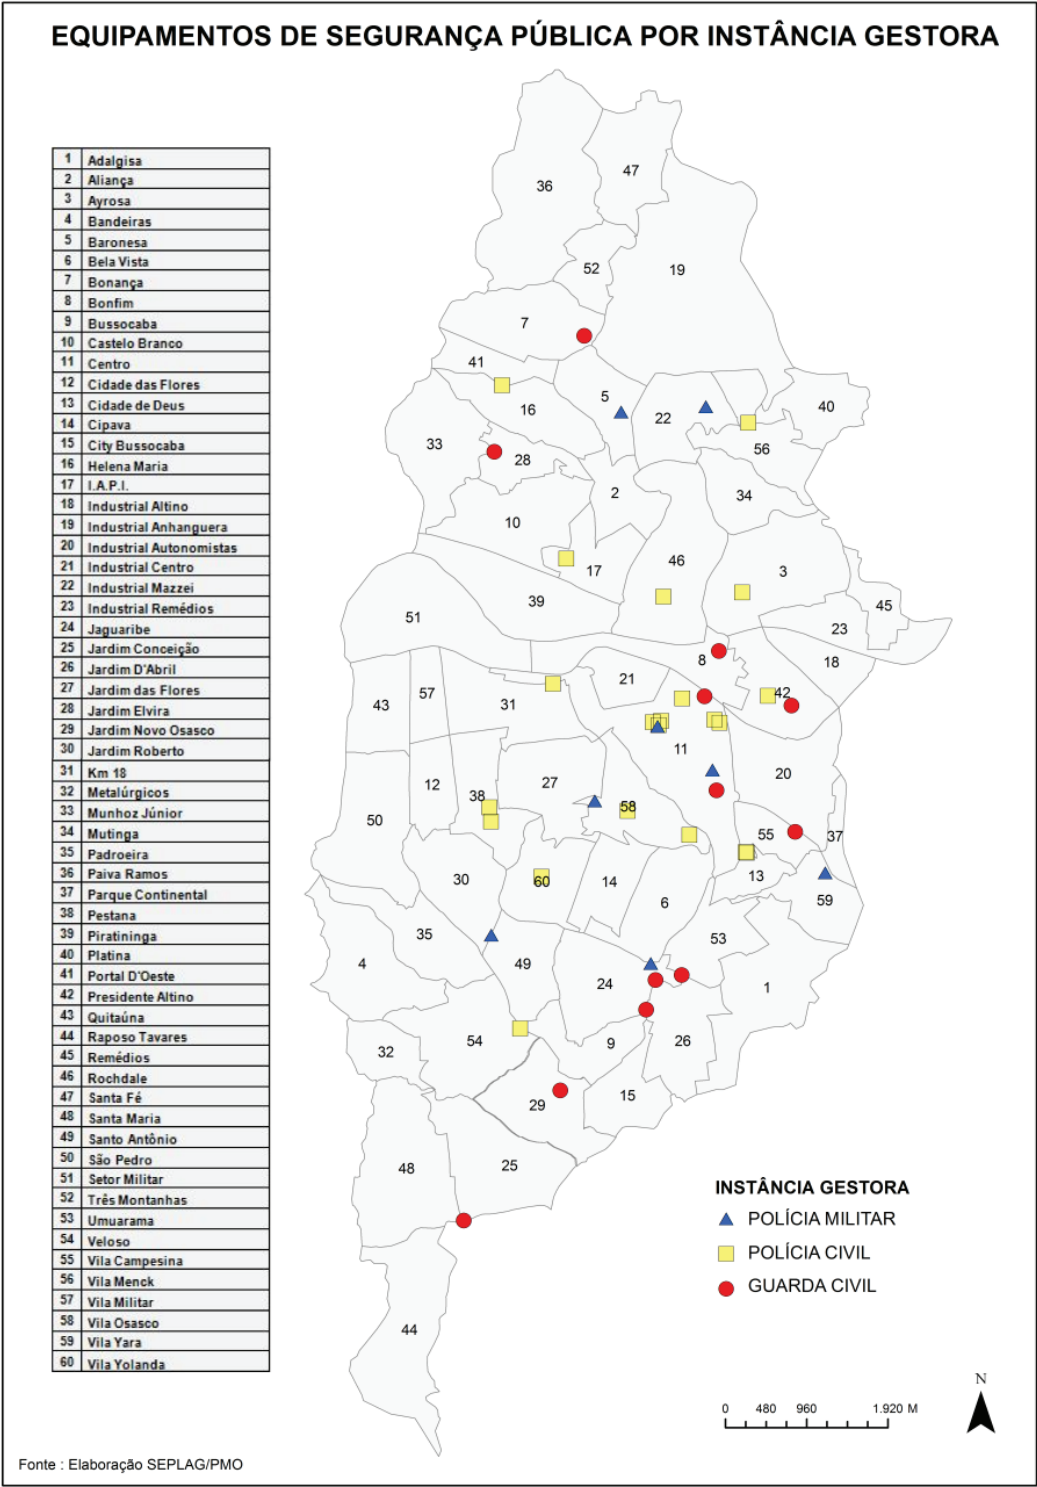 EQUIPAMENTOS DE SEGURANÇA PÚBLICA POR INSTÂNCIA GESTORA
1 Adalgisa
2 Aliança
3 Ayrosa
4 Bandeiras
5 Baronesa
6 Bela Vista
7 Bonança
8 Bonfim
9 Bussocaba
10 Castelo Branco
11 Centro
12 Cidade das Flores
13 Cidade de Deus
14 Cipava
15 City Bussocaba
16 Helena Maria
17 I.A.P.I.
18 Industrial Altino
19 Industrial Anhanguera
20 Industrial Autonomistas
21 Industrial Centro
22 Industrial Mazzei
23 Industrial Remédios
24 Jaguaribe
25 Jardim Conceição
26 Jardim D'Abril
27 Jardim das Flores
28 Jardim Elvira
29 Jardim Novo Osasco
30 Jardim Roberto
31 Km 18
32 Metalúrgicos
33 Munhoz Júnior
34 Mutinga
35 Padroeira
36 Paiva Ramos
37 Parque Continental
38 Pestana
39 Piratininga
40 Platina
41 Portal D'Oeste
42 Presidente Altino
43 Quitaúna
44 Raposo Tavares
45 Remédios
46 Rochdale
47 Santa Fé
48 Santa Maria
49 Santo Antônio
50 São Pedro
51 Setor Militar
52 Três Montanhas
53 Umuarama
54 Veloso
55 Vila Campesina
56 Vila Menck
57 Vila Militar
58 Vila Osasco
59 Vila Yara
60 Vila Yolanda
47
36
52
19
7
41
5
16
22
40
33
28
56
2
34
10
46
17
3
39
45
51
23
8
18
21
42
43
57
31
11
20
27
12
38
58
50
55
37
13
30
60
14
6
59
35
53
4
49
24
1
54
9
26
32
29
15
25
48
44
INSTÂNCIA GESTORA
POLÍCIA MILITAR
POLÍCIA CIVIL
GUARDA CIVIL
N
0 480 960 1.920 M
Fonte : Elaboração SEPLAG/PMO